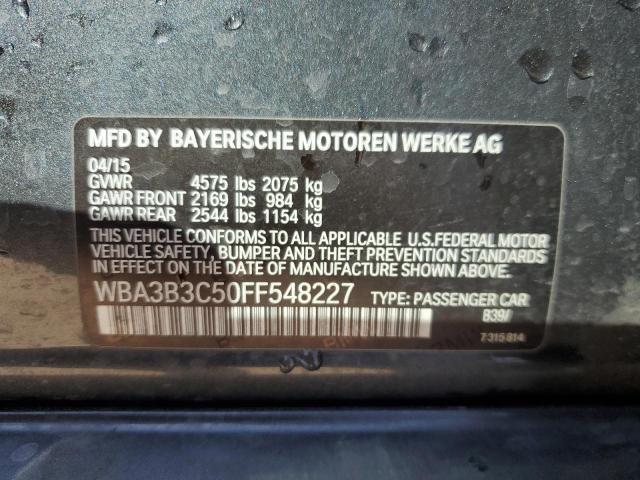 MFD BY BAYERISCHE MOTOREN WERKE AG
04/15
GVWR 4575 lbs 2075 kg
GAWR FRONT 2169 lbs 984 kg
GAWR REAR 2544 lbs 1154 kg
THIS VEHICLE CONFORMS TO ALL APPLICABLE U.S.FEDERAL MOTOR
VEHICLE SAFETY, BUMPER AND THEFT PREVENTION STANDARDS
IN EFFECT ON THE DATE OF MANUFACTURE SHOWN ABOVE.
WBA3B3C50FF548227 TYPE: PASSENGER CAR
B39/
7 315 814